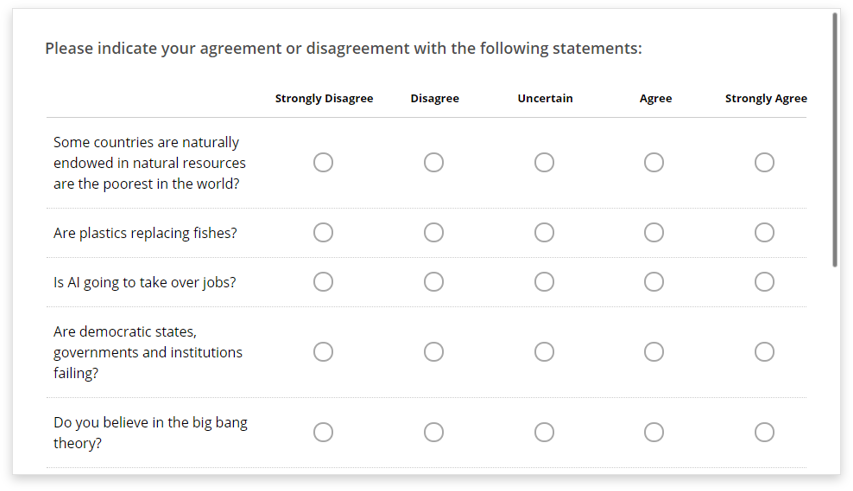 Please indicate your agreement or disagreement with the following statements:
Strongly Disagree Disagree Uncertain Agree Strongly Agree
Some countries are naturally
endowed in natural resources
are the poorest in the world?
Are plastics replacing fishes?
Is AI going to take over jobs?
Are democratic states,
governments and institutions
failing?
Do you believe in the big bang
theory?